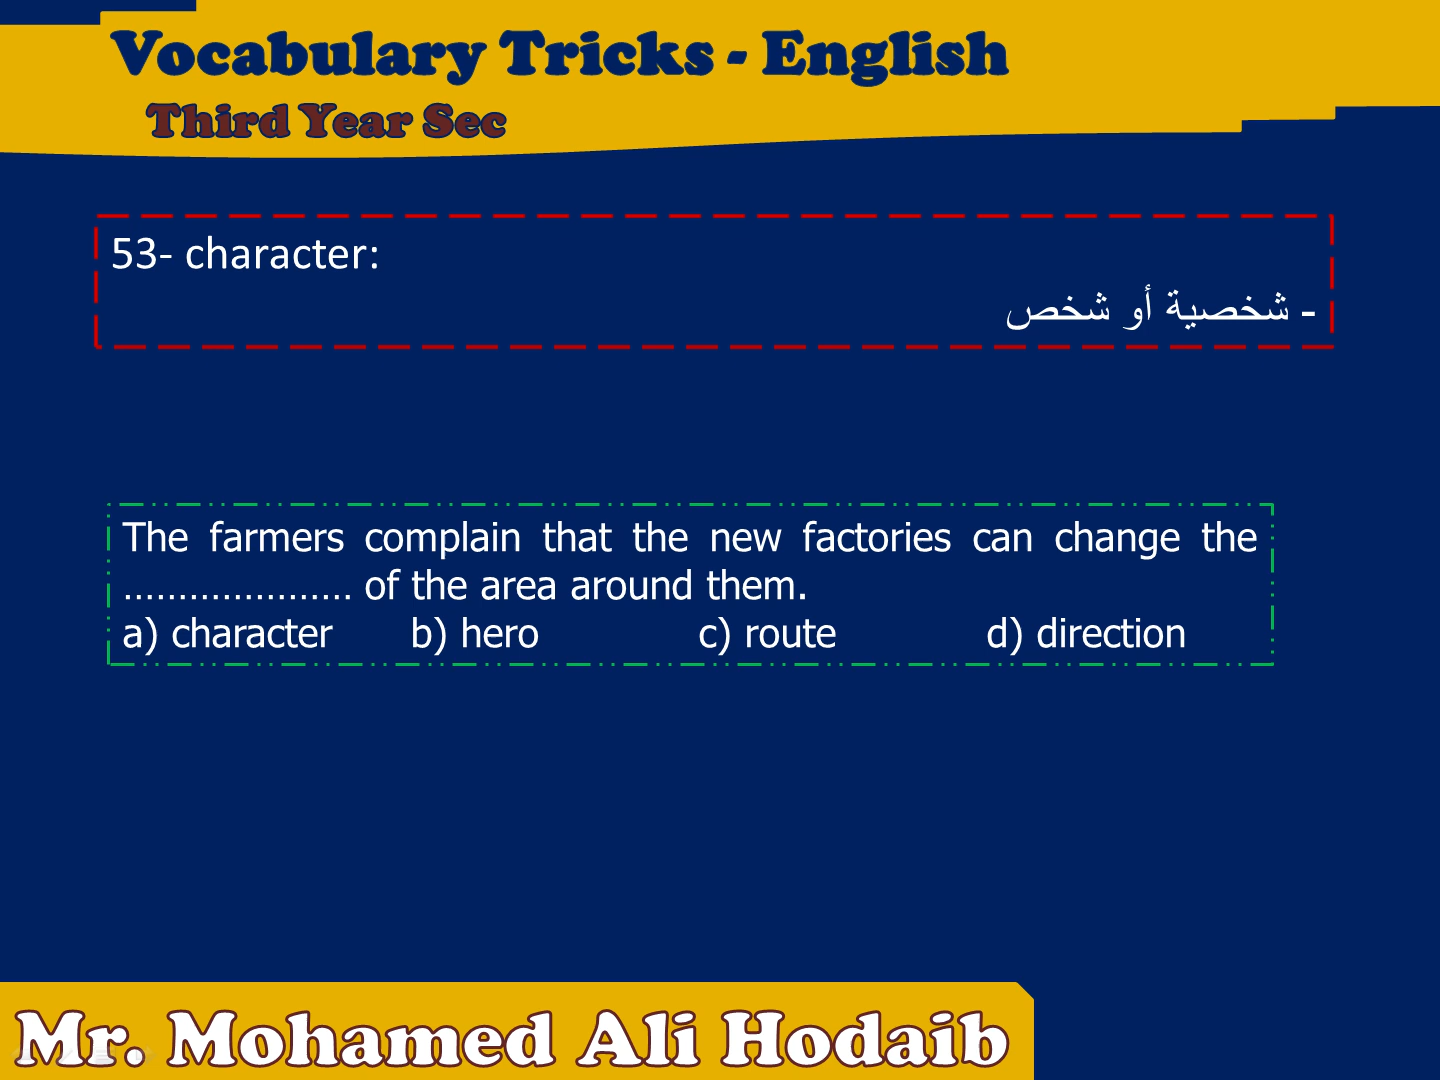 Vocabulary Tricks - English
Third Year Sec
53- character:
- شخصية أو شخص
The farmers complain that the new factories can change the
………………… of the area around them.
a) character b) hero c) route d) direction
Mr. Mohamed Ali Hodaib